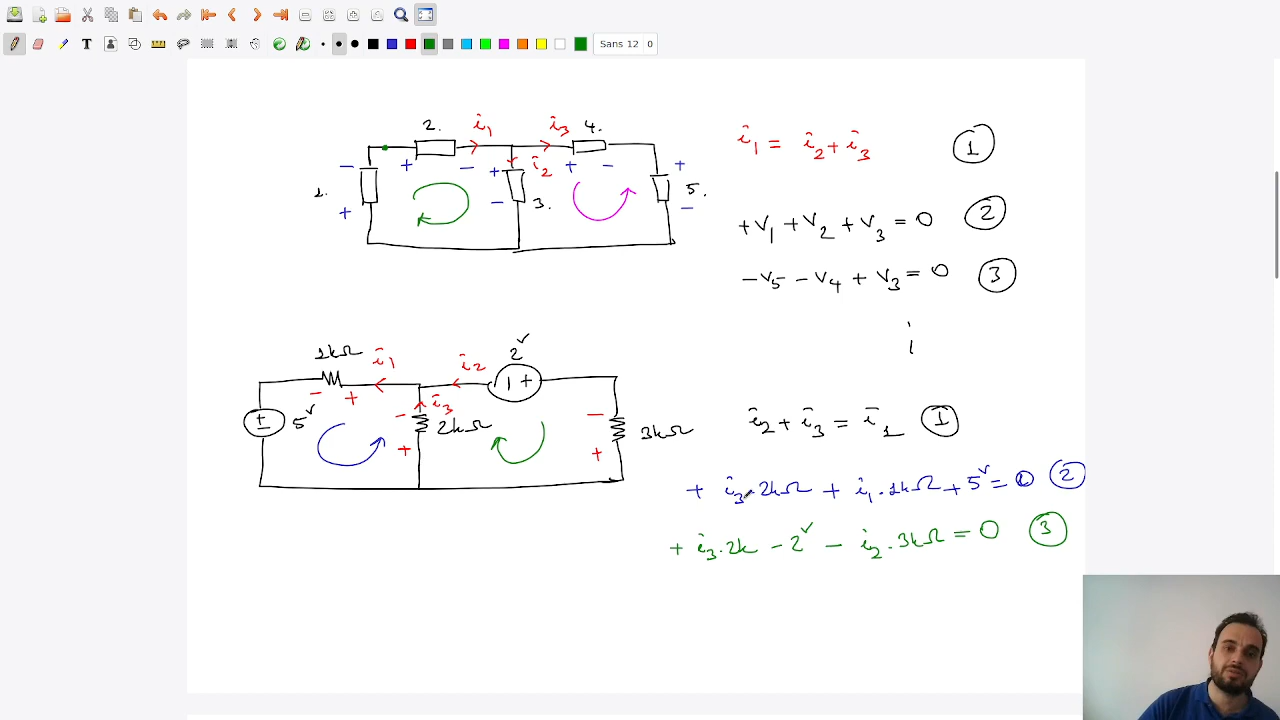 Sans 12 0
2. i₁ i₃ 4.
1. + - + - + i₂ + - + 5.
- 3. -
i₁ = i₂ + i₃ ①
+V₁ + V₂ + V₃ = 0 ②
-V₅ - V₄ + V₃ = 0 ③
i
1kΩ i₁ i₂ 2V
- + - i₃ + -
+ - 5V 2kΩ 3kΩ
+ +
i₂ + i₃ = i₁ ①
+ i₃.2kΩ + i₁.1kΩ + 5V = 0 ②
+ i₃.2k - 2V - i₂.3kΩ = 0 ③